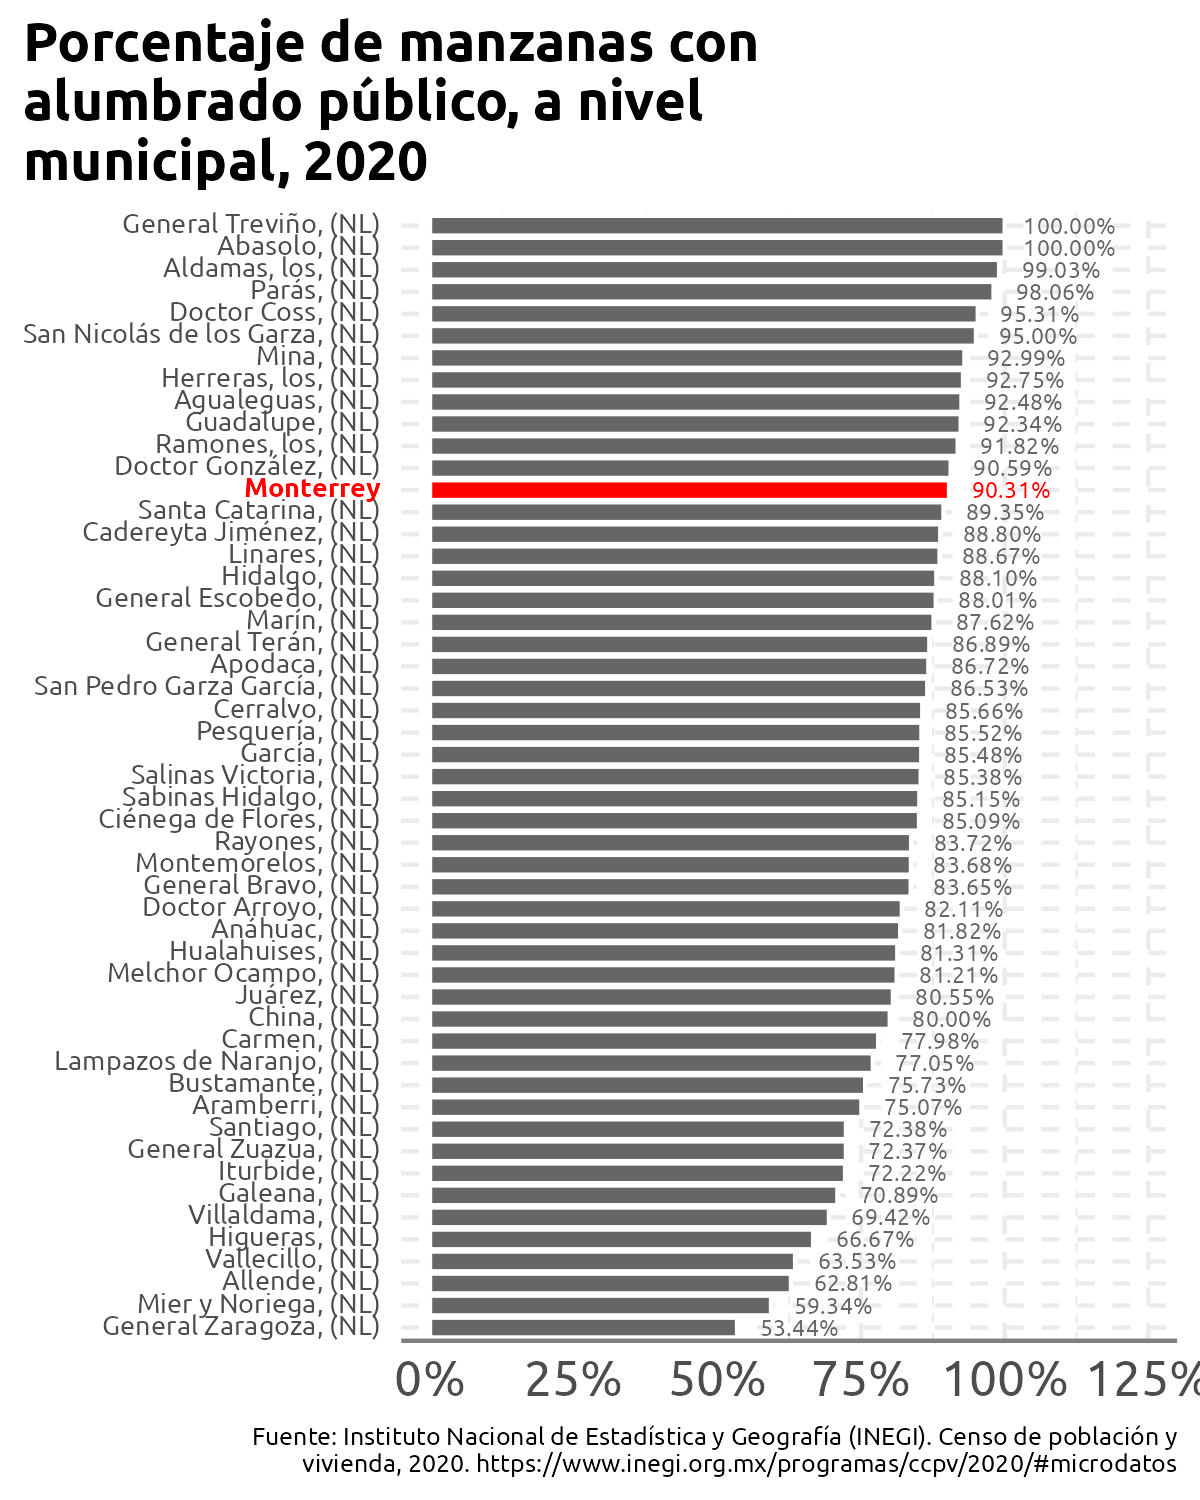 Porcentaje de manzanas con
alumbrado público, a nivel
municipal, 2020
General Treviño, (NL) 100.00%
Abasolo, (NL) 100.00%
Aldamas, los, (NL) 99.03%
Parás, (NL) 98.06%
Doctor Coss, (NL) 95.31%
San Nicolás de los Garza, (NL) 95.00%
Mina, (NL) 92.99%
Herreras, los, (NL) 92.75%
Agualeguas, (NL) 92.48%
Guadalupe, (NL) 92.34%
Ramones, los, (NL) 91.82%
Doctor González, (NL) 90.59%
Monterrey 90.31%
Santa Catarina, (NL) 89.35%
Cadereyta Jiménez, (NL) 88.80%
Linares, (NL) 88.67%
Hidalgo, (NL) 88.10%
General Escobedo, (NL) 88.01%
Marín, (NL) 87.62%
General Terán, (NL) 86.89%
Apodaca, (NL) 86.72%
San Pedro Garza García, (NL) 86.53%
Cerralvo, (NL) 85.66%
Pesquería, (NL) 85.52%
García, (NL) 85.48%
Salinas Victoria, (NL) 85.38%
Sabinas Hidalgo, (NL) 85.15%
Ciénega de Flores, (NL) 85.09%
Rayones, (NL) 83.72%
Montemorelos, (NL) 83.68%
General Bravo, (NL) 83.65%
Doctor Arroyo, (NL) 82.11%
Anáhuac, (NL) 81.82%
Hualahuises, (NL) 81.31%
Melchor Ocampo, (NL) 81.21%
Juárez, (NL) 80.55%
China, (NL) 80.00%
Carmen, (NL) 77.98%
Lampazos de Naranjo, (NL) 77.05%
Bustamante, (NL) 75.73%
Aramberri, (NL) 75.07%
Santiago, (NL) 72.38%
General Zuazua, (NL) 72.37%
Iturbide, (NL) 72.22%
Galeana, (NL) 70.89%
Villaldama, (NL) 69.42%
Higueras, (NL) 66.67%
Vallecillo, (NL) 63.53%
Allende, (NL) 62.81%
Mier y Noriega, (NL) 59.34%
General Zaragoza, (NL) 53.44%
0% 25% 50% 75% 100% 125%
Fuente: Instituto Nacional de Estadística y Geografía (INEGI). Censo de población y
vivienda, 2020. https://www.inegi.org.mx/programas/ccpv/2020/#microdatos